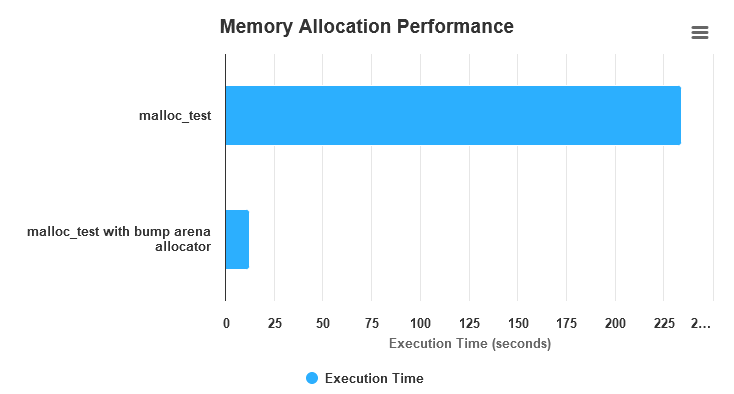 Memory Allocation Performance
malloc_test
malloc_test with bump arena
allocator
0 25 50 75 100 125 150 175 200 225 2…
Execution Time (seconds)
Execution Time